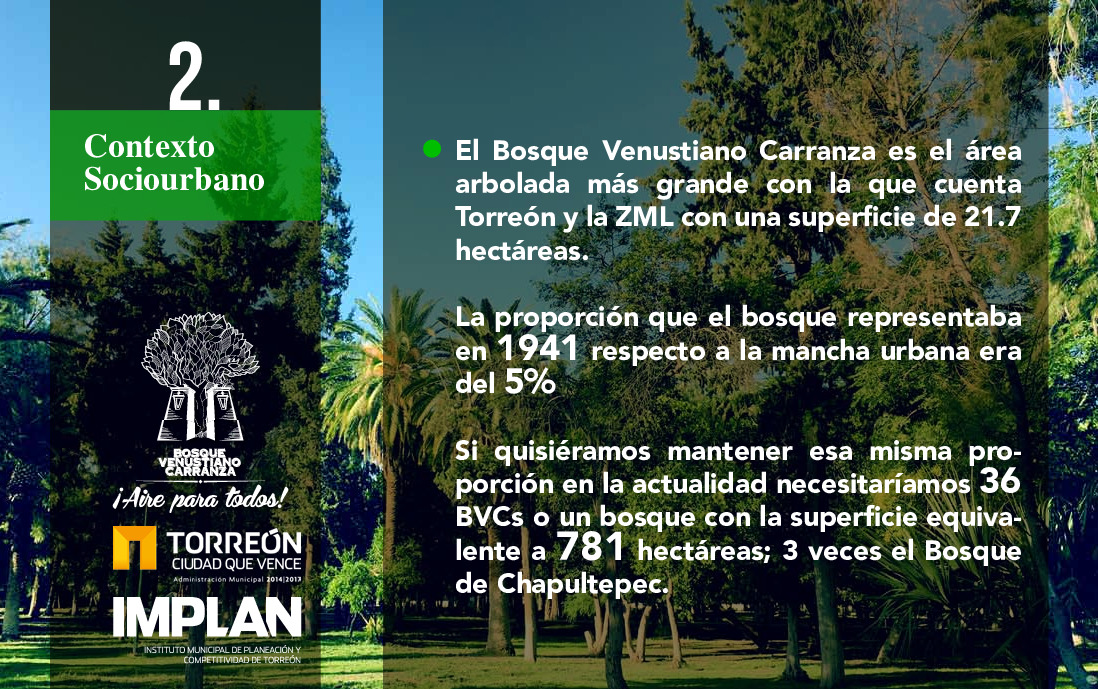 2.
Contexto
Sociourbano
BOSQUE
VENUSTIANO
CARRANZA
¡Aire para todos!
TORREÓN
CIUDAD QUE VENCE
Administración Municipal 2014|2017
IMPLAN
INSTITUTO MUNICIPAL DE PLANEACIÓN Y
COMPETITIVIDAD DE TORREÓN
El Bosque Venustiano Carranza es el área
arbolada más grande con la que cuenta
Torreón y la ZML con una superficie de 21.7
hectáreas.
La proporción que el bosque representaba
en 1941 respecto a la mancha urbana era
del 5%
Si quisiéramos mantener esa misma pro-
porción en la actualidad necesitaríamos 36
BVCs o un bosque con la superficie equiva-
lente a 781 hectáreas; 3 veces el Bosque
de Chapultepec.